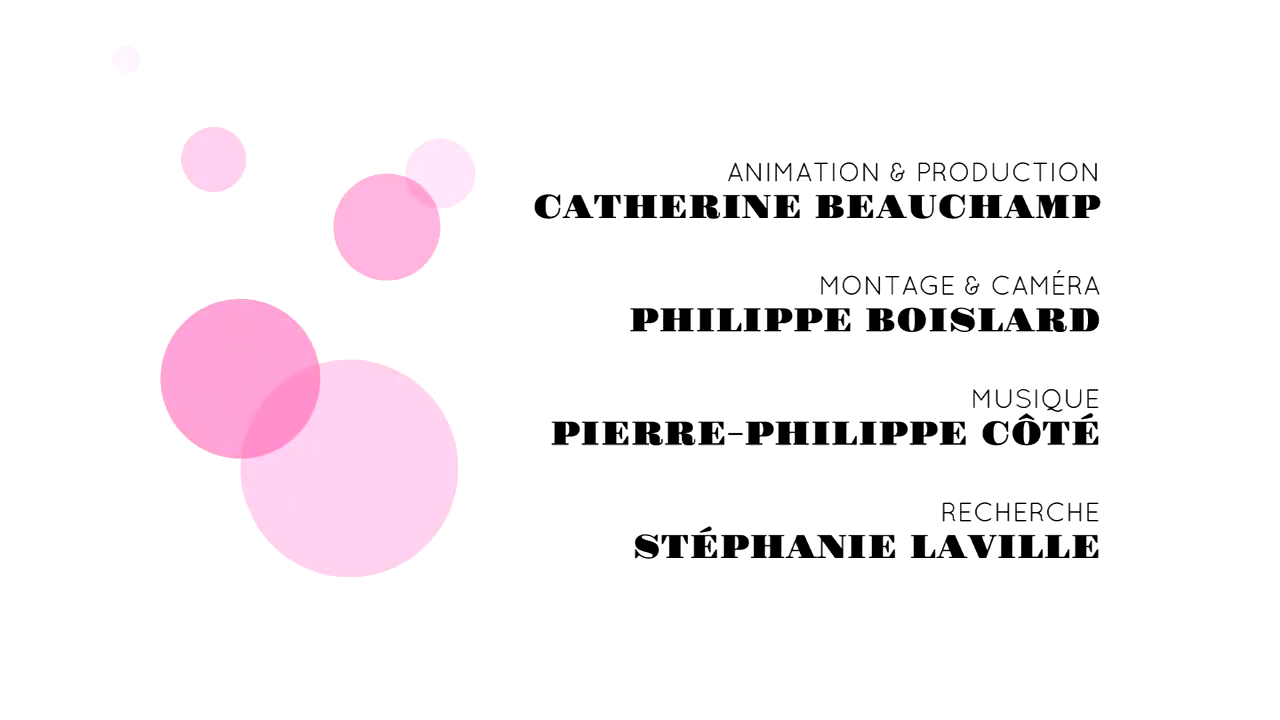 ANIMATION & PRODUCTION
CATHERINE BEAUCHAMP
MONTAGE & CAMÉRA
PHILIPPE BOISLARD
MUSIQUE
PIERRE-PHILIPPE CÔTÉ
RECHERCHE
STÉPHANIE LAVILLE